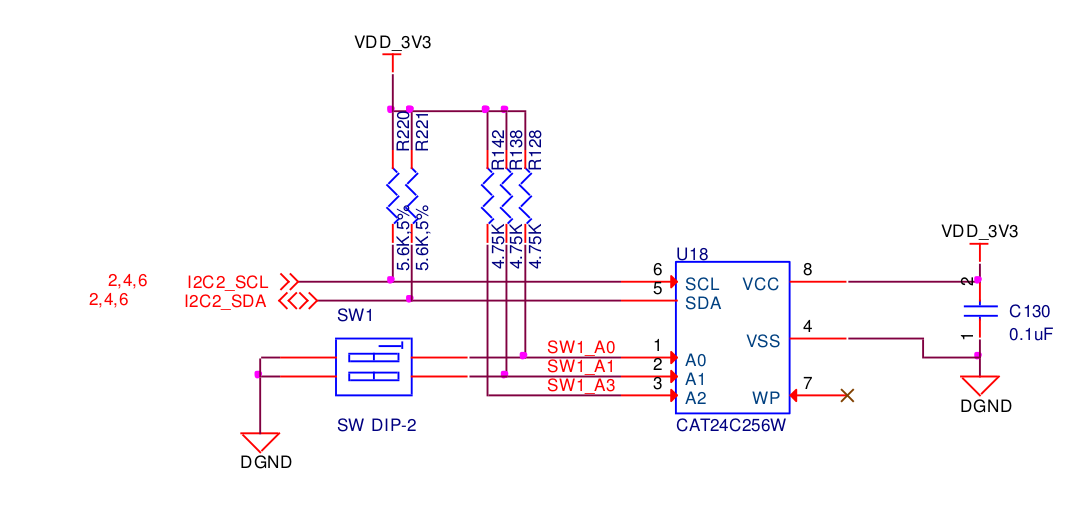 VDD_3V3
R220
R221
R142
R138
R128
5.6K,5%
5.6K,5%
4.75K
4.75K
4.75K
VDD_3V3
U18
2,4,6
I2C2_SCL
6
SCL
VCC
8
2
2,4,6
I2C2_SDA
5
SDA
C130
0.1uF
SW1
4
VSS
1
SW1_A0
1
A0
SW1_A1
2
A1
SW1_A3
3
A2
WP
7
DGND
SW DIP-2
CAT24C256W
DGND